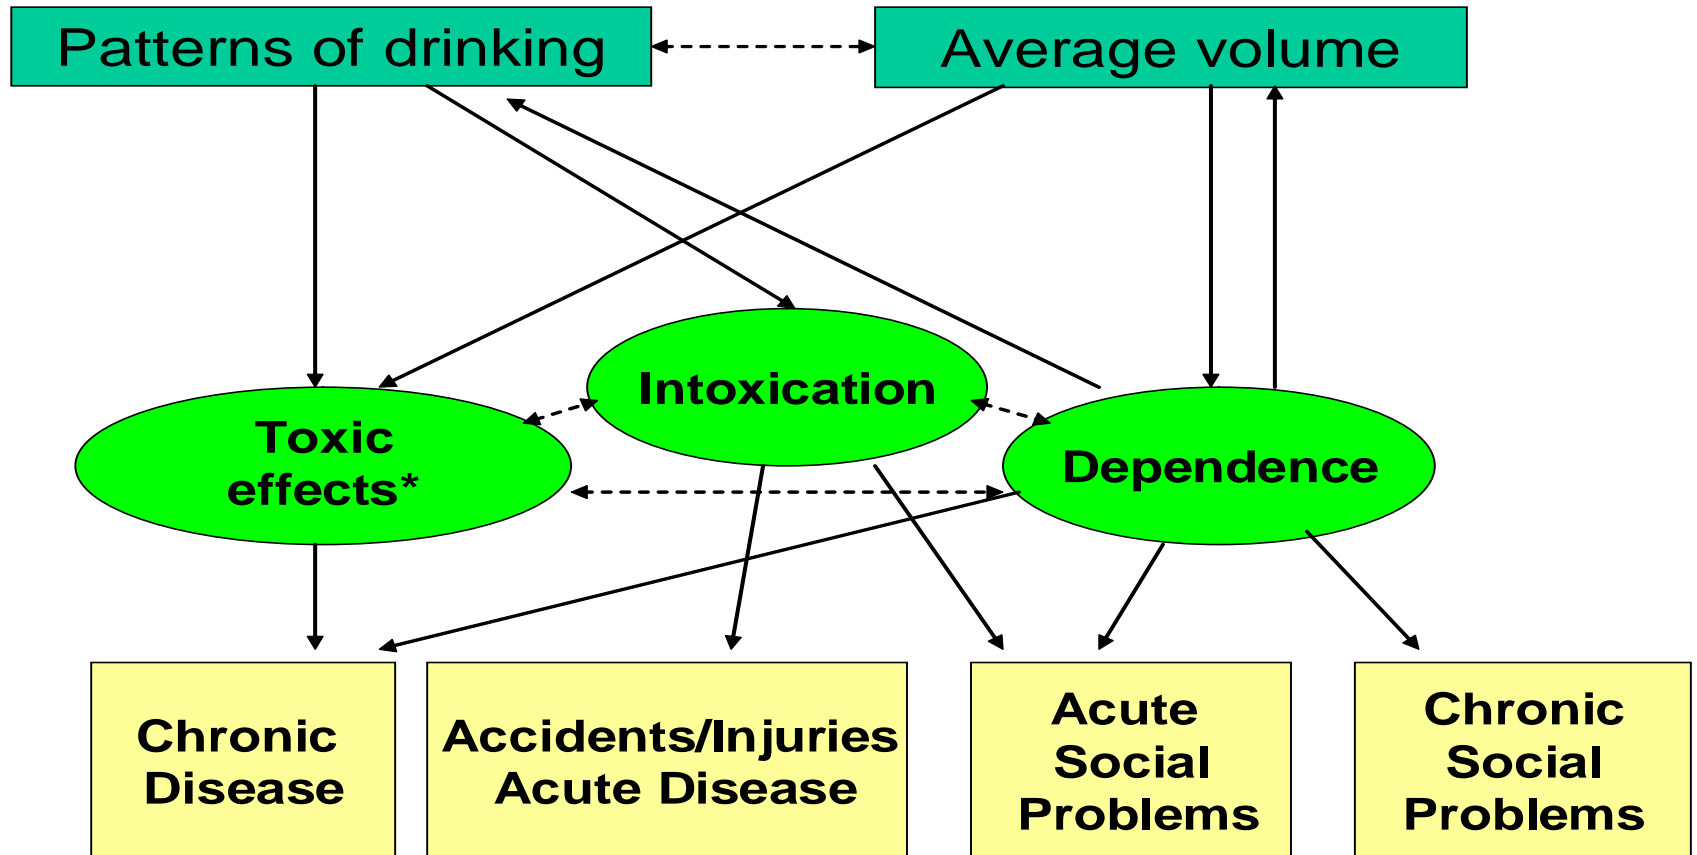 Patterns of drinking
Average volume
Intoxication
Toxic
effects*
Dependence
Chronic
Disease
Accidents/Injuries
Acute Disease
Acute
Social
Problems
Chronic
Social
Problems